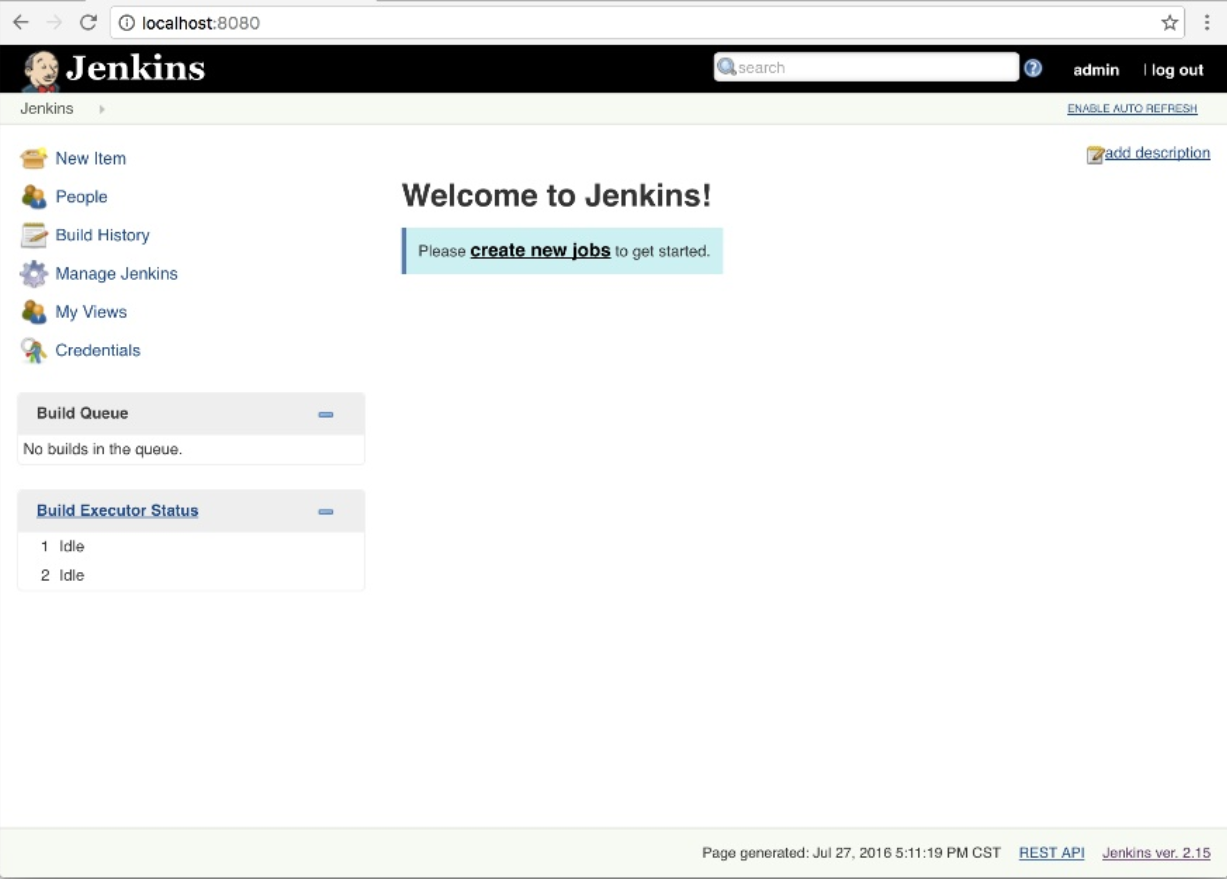 localhost:8080
Jenkins
search
admin
| log out
Jenkins
ENABLE AUTO REFRESH
New Item
People
Build History
Manage Jenkins
My Views
Credentials
add description
Welcome to Jenkins!
Please create new jobs to get started.
Build Queue
No builds in the queue.
Build Executor Status
1 Idle
2 Idle
Page generated: Jul 27, 2016 5:11:19 PM CST REST API Jenkins ver. 2.15